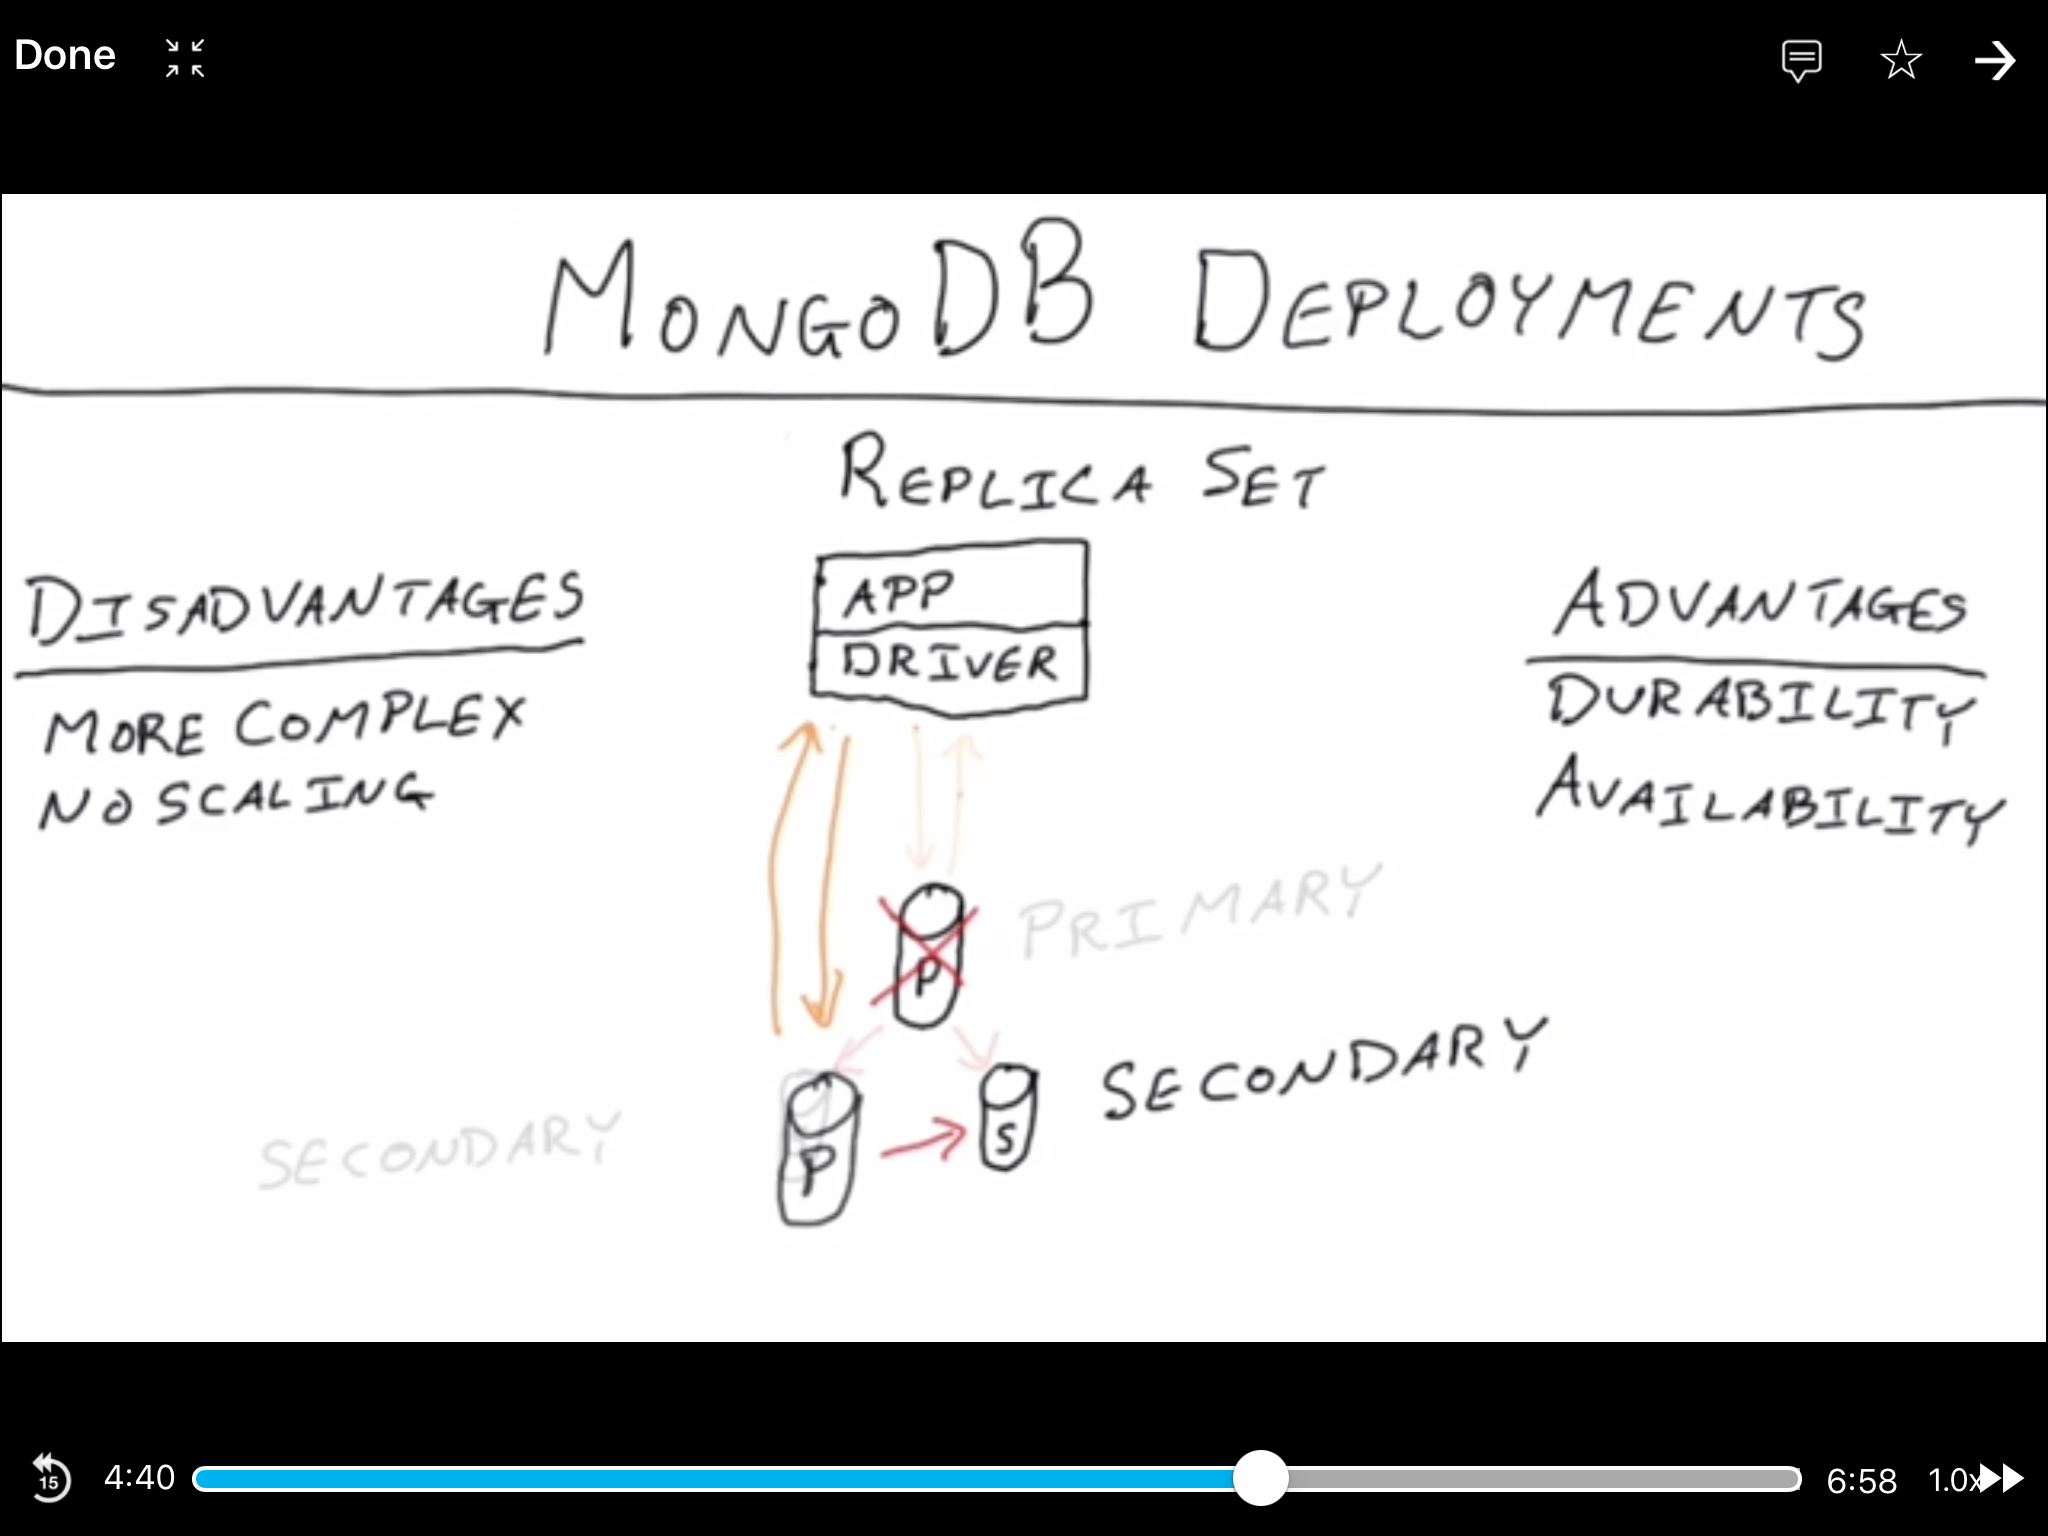 Done
MONGODB DEPLOYMENTS
REPLICA SET
DISADVANTAGES
MORE COMPLEX
NO SCALING
APP
DRIVER
ADVANTAGES
DURABILITY
AVAILABILITY
P
PRIMARY
SECONDARY
P
S
SECONDARY
15
4:40
6:58
1.0x